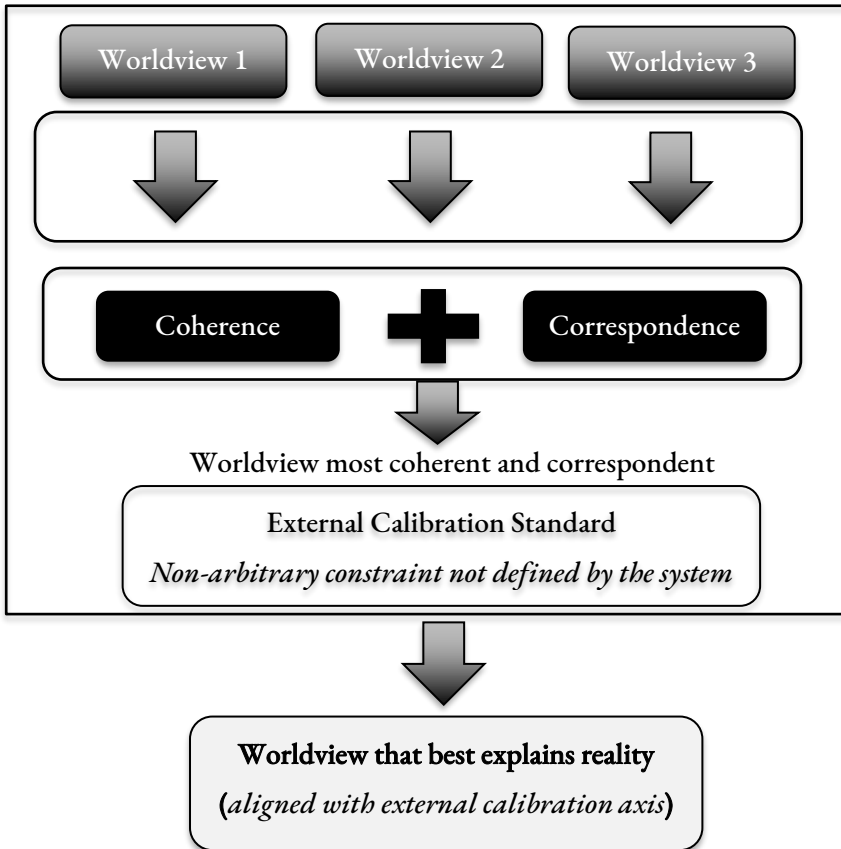 Worldview 1
Worldview 2
Worldview 3
Coherence
Correspondence
Worldview most coherent and correspondent
External Calibration Standard
Non-arbitrary constraint not defined by the system
Worldview that best explains reality
(aligned with external calibration axis)